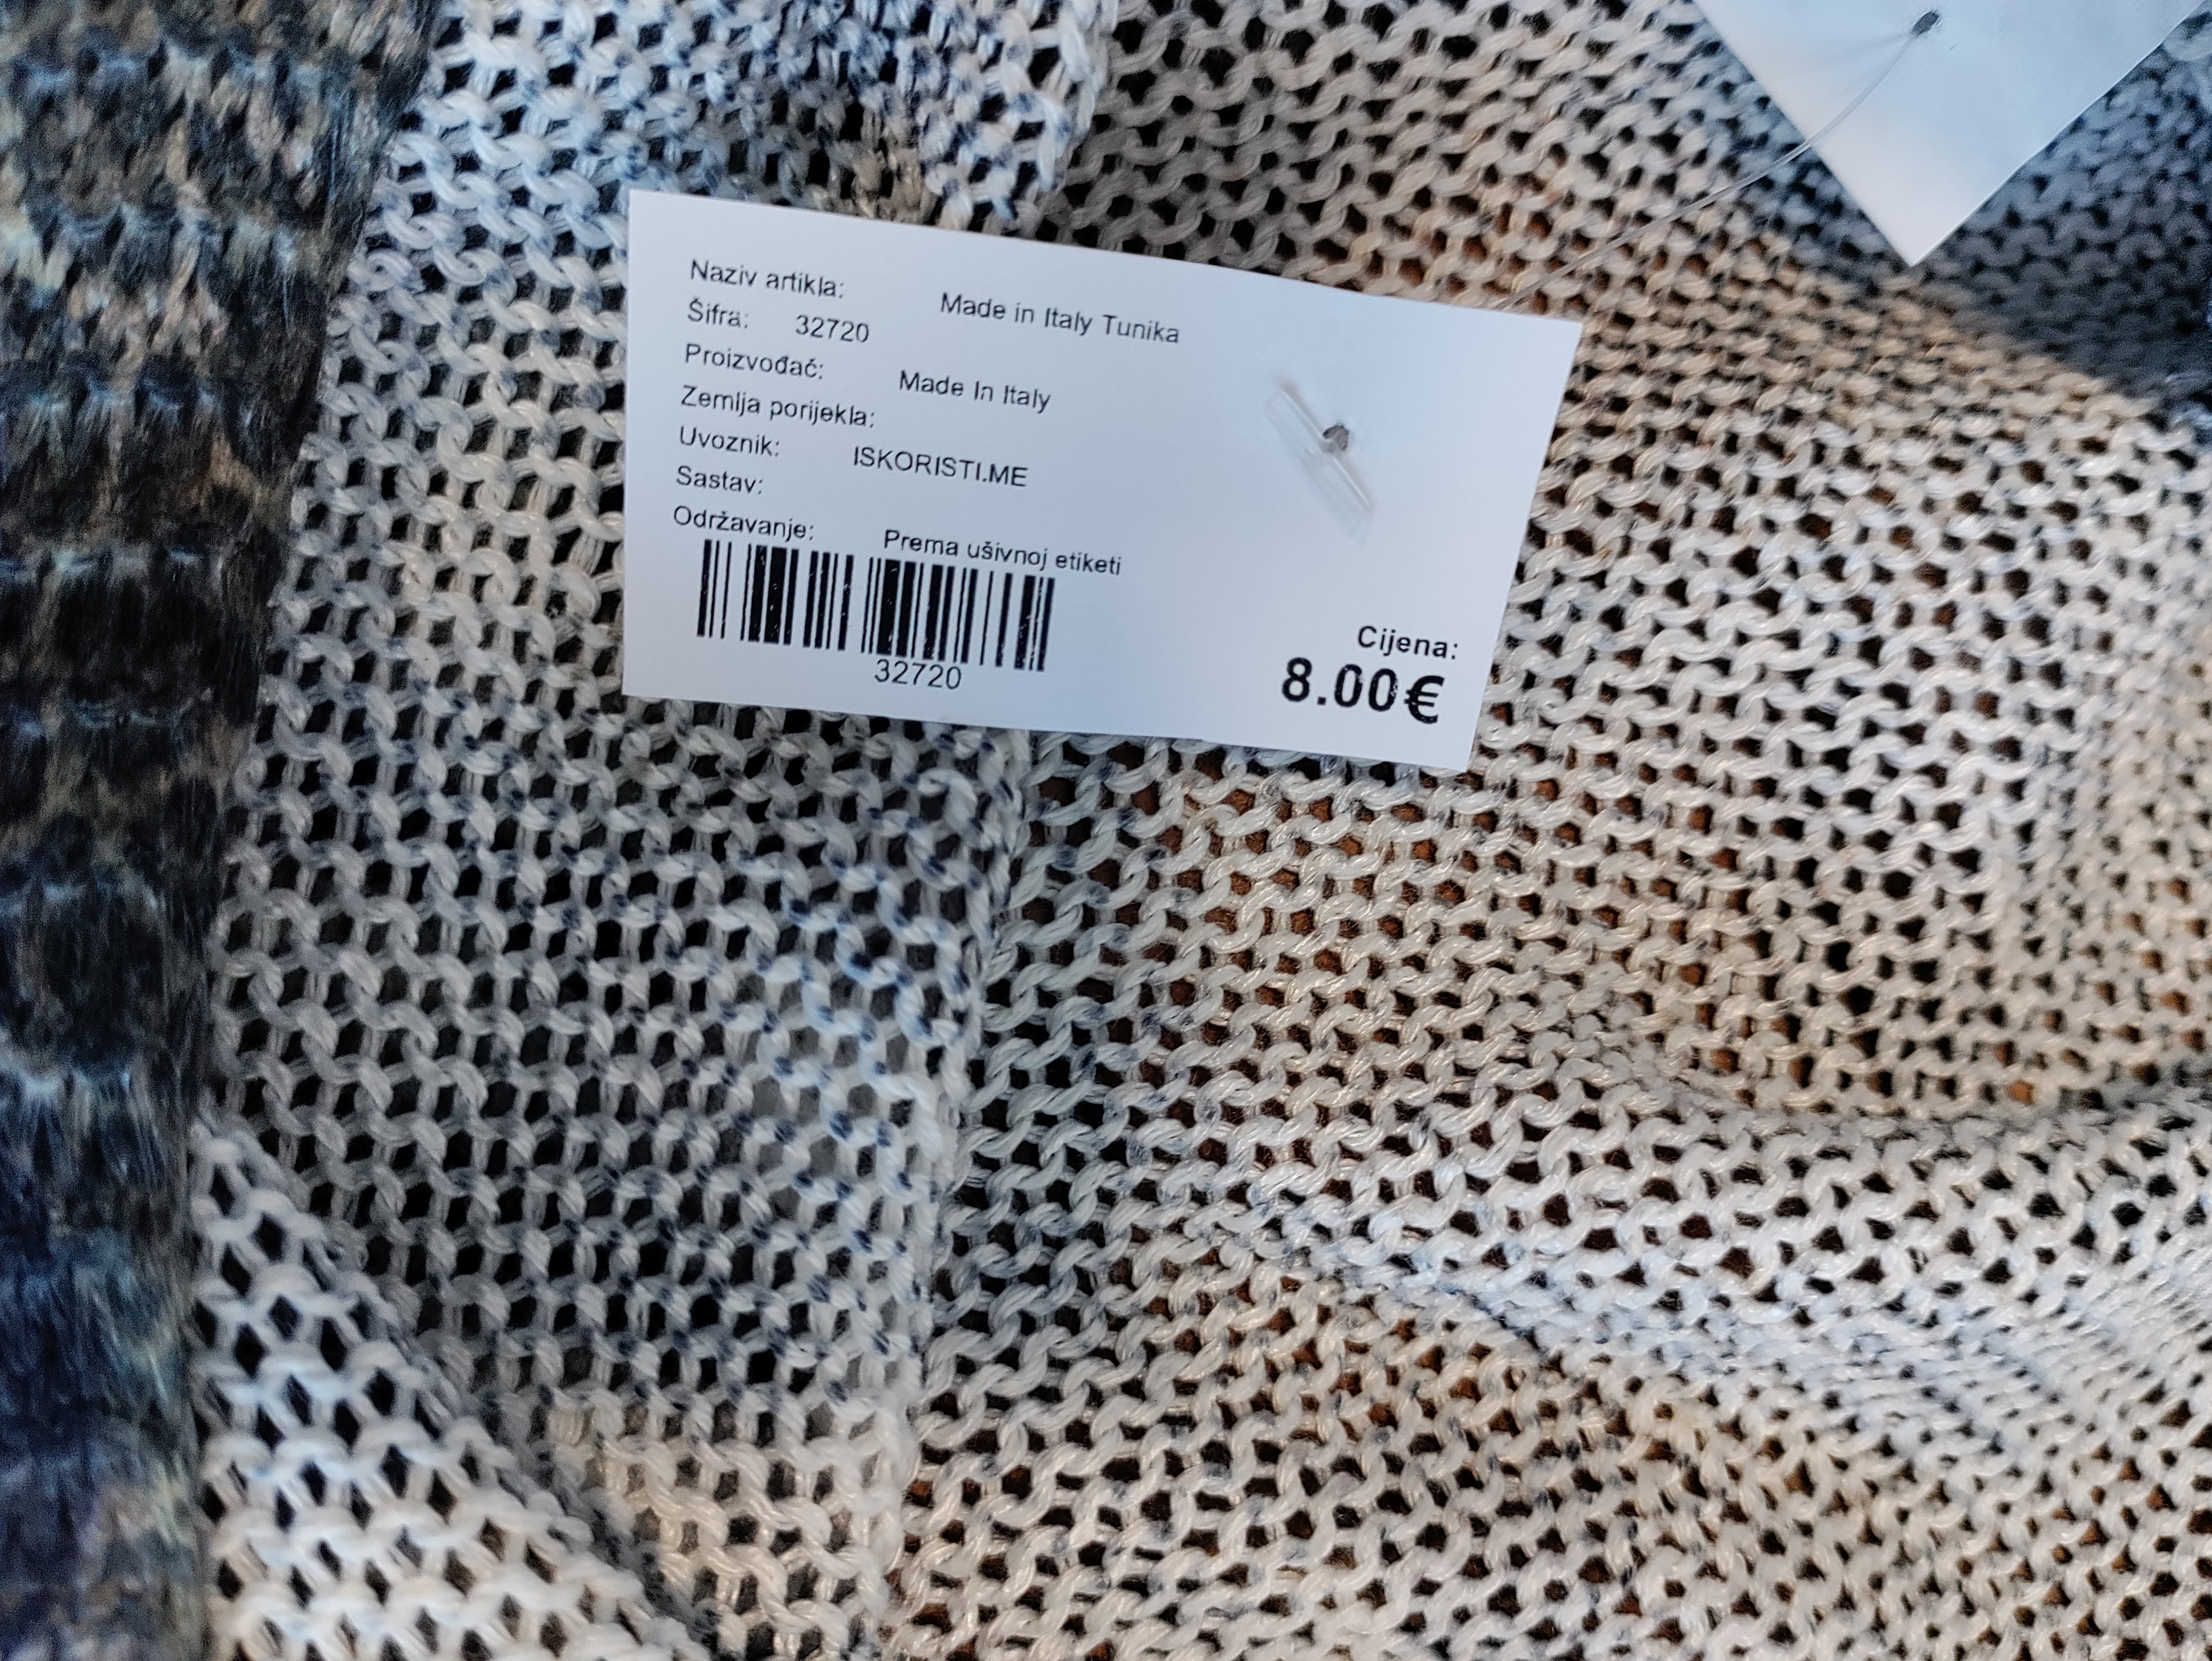 Naziv artikla: Made in Italy Tunika
Šifra: 32720
Proizvođač: Made In Italy
Zemlja porijekla:
Uvoznik: ISKORISTI.ME
Sastav:
Održavanje: Prema ušivnoj etiketi
32720
Cijena:
8.00€